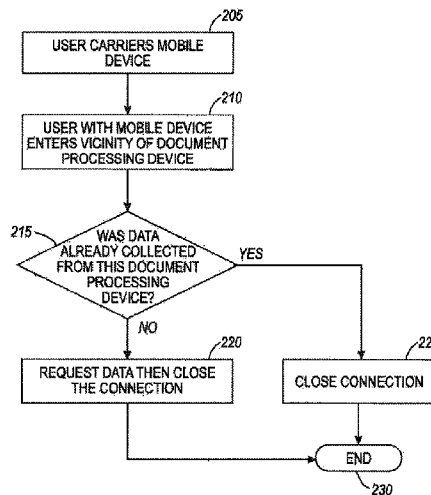 205
USER CARRIERS MOBILE
DEVICE
210
USER WITH MOBILE DEVICE
ENTERS VICINITY OF DOCUMENT
PROCESSING DEVICE
215
WAS DATA
ALREADY COLLECTED
FROM THIS DOCUMENT
PROCESSING
DEVICE?
YES
NO
220
REQUEST DATA THEN CLOSE
THE CONNECTION
22
CLOSE CONNECTION
END
230